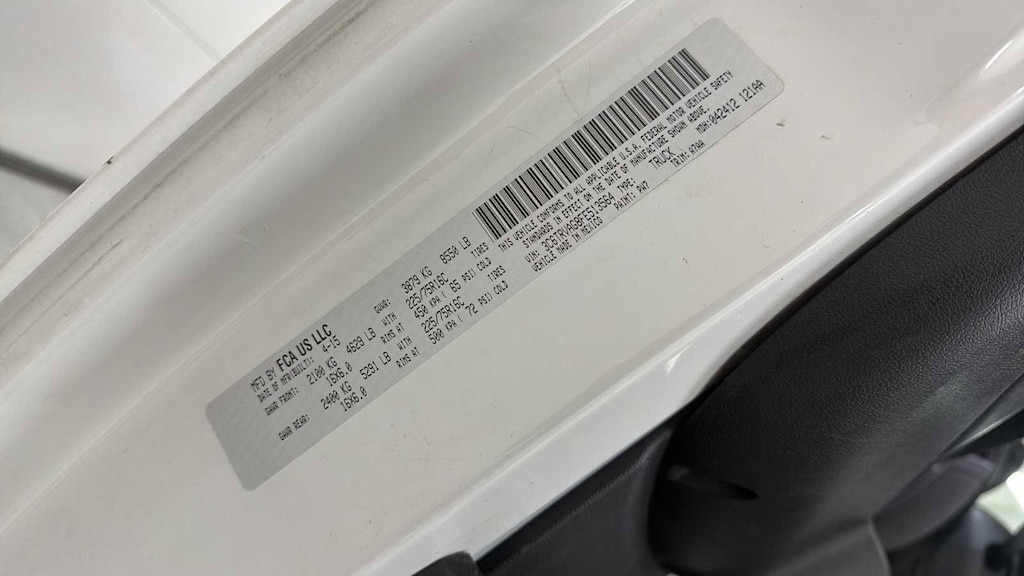 MFD BY FCA US LLC
DATE OF MFR(BUILT): 4-15 GVWR: 3879 KG 8550 LB
GAWR FRONT: 2100 KG 4629 LB WITH 225/75R16C TIRES
16X6.0 RIMS AT 450 KPA ( 65 PSI) COLD
GAWR REAR: 2400 KG 5291 LB WITH 225/75R16C TIRES
16X6.0 RIMS AT 500 KPA ( 72 PSI) COLD
THIS VEHICLE CONFORMS TO ALL APPLICABLE U.S.A. FEDERAL MOTOR VEHICLE SAFETY
STANDARDS IN EFFECT ON THE DATE OF MANUFACTURE SHOWN ABOVE.
VIN: TYPE: TRUCK MDH:042412 121AA
VEHICLE MADE IN MEXICO PAINT: PW7 TRIM: